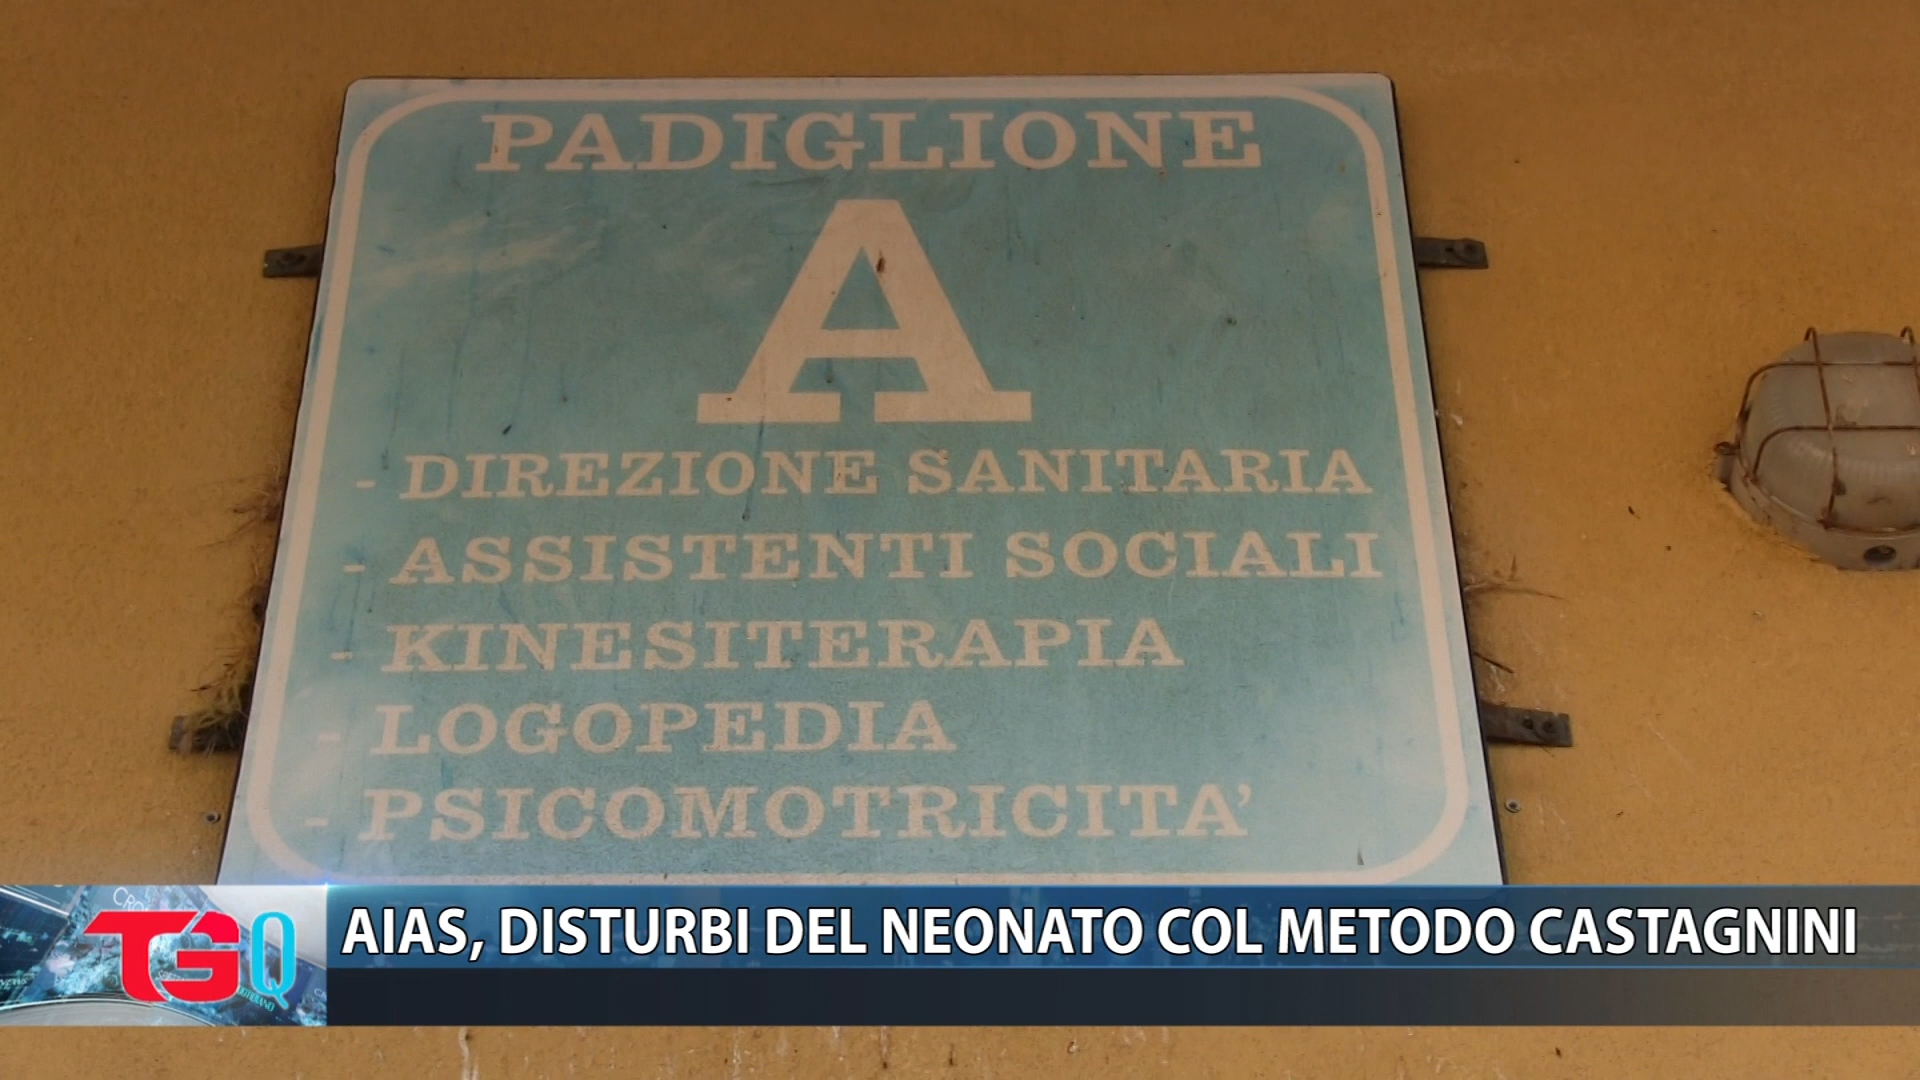 PADIGLIONE
A
- DIREZIONE SANITARIA
- ASSISTENTI SOCIALI
- KINESITERAPIA
- LOGOPEDIA
- PSICOMOTRICITA'
TGQ
AIAS, DISTURBI DEL NEONATO COL METODO CASTAGNINI